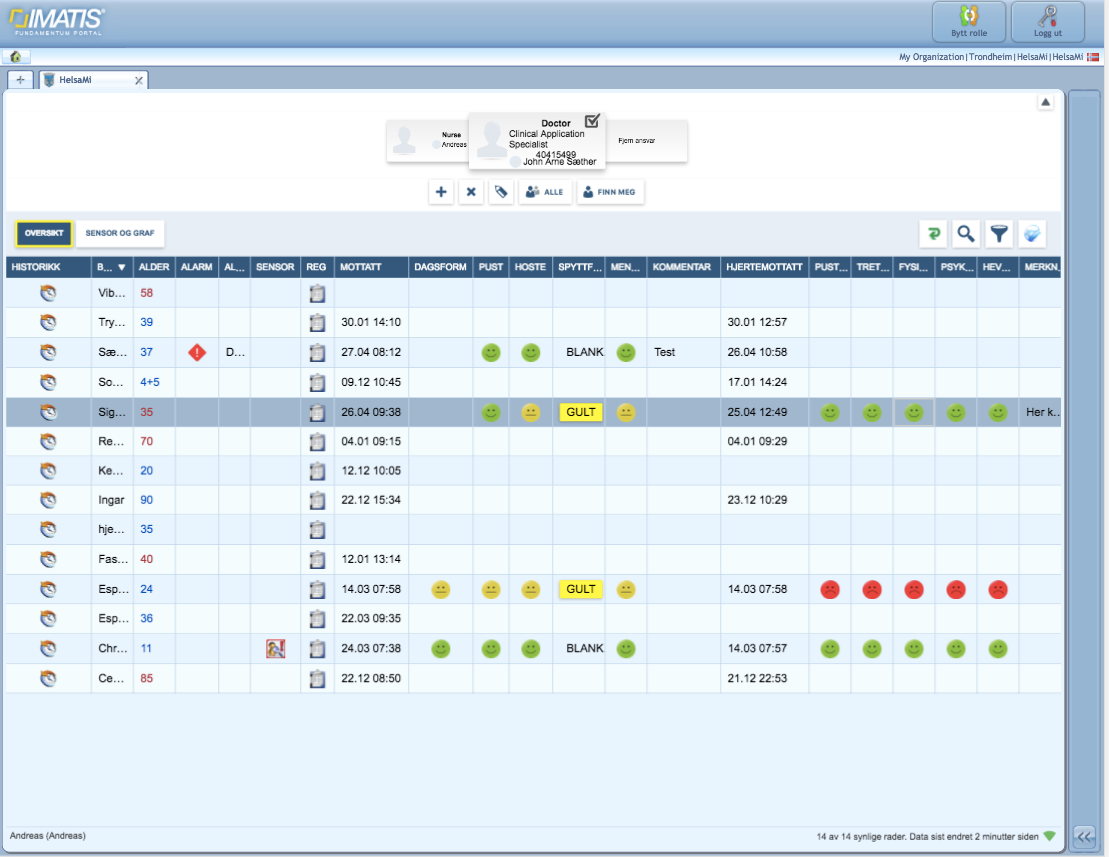 IMATIS
FUNDAMENTUM PORTAL
Bytt rolle
Logg ut
My Organization|Trondheim|HelsaMi|HelsaMi
HelsaMi
Nurse
Andreas
Doctor
Clinical Application
Specialist
40415499
John Arne Sæther
Fjern ansvar
ALLE
FINN MEG
OVERSIKT
SENSOR OG GRAF
HISTORIKK B... ▼ ALDER ALARM AL... SENSOR REG MOTTATT DAGSFORM PUST HOSTE SPYTTF... MEN... KOMMENTAR HJERTEMOTTATT PUST... TRET... FYSI... PSYK... HEV... MERKN.
Vib... 58
Try... 39 30.01 14:10 30.01 12:57
Sæ... 37 D... 27.04 08:12 BLANK Test 26.04 10:58
So... 4+5 09.12 10:45 17.01 14:24
Sig... 35 26.04 09:38 GULT 25.04 12:49 Her k..
Re... 70 04.01 09:15 04.01 09:29
Ke... 20 12.12 10:05
Ingar 90 22.12 15:34 23.12 10:29
hje... 35
Fas... 40 12.01 13:14
Esp... 24 14.03 07:58 GULT 14.03 07:58
Esp... 36 22.03 09:35
Chr... 11 24.03 07:38 BLANK 14.03 07:57
Ce... 85 22.12 08:50 21.12 22:53
Andreas (Andreas)
14 av 14 synlige rader. Data sist endret 2 minutter siden